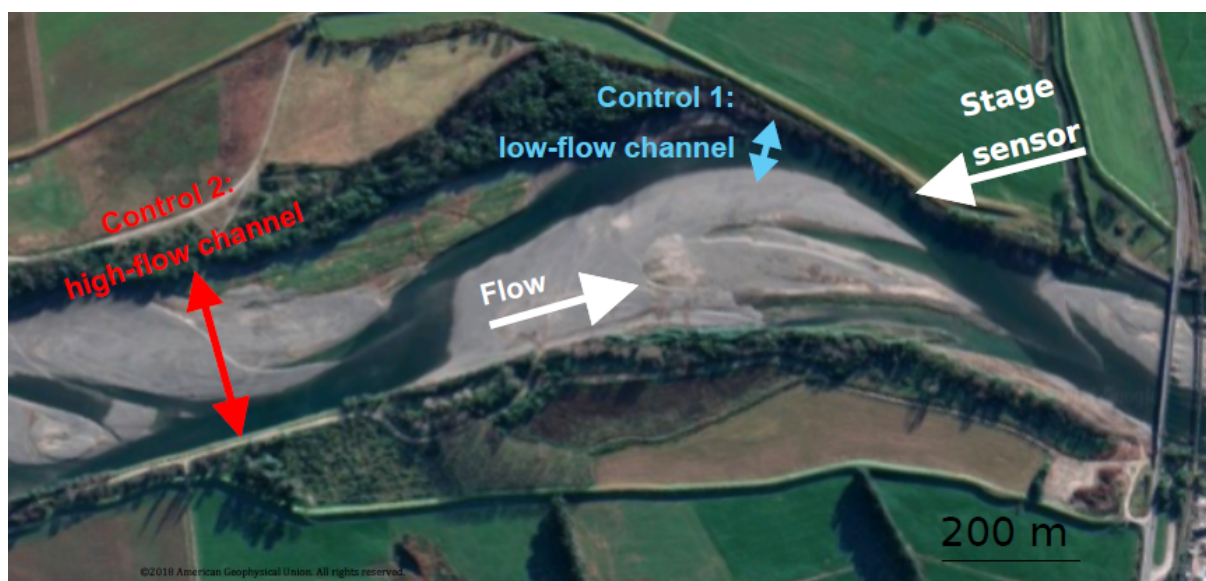 Control 1:
low-flow channel
Stage
sensor
Control 2:
high-flow channel
Flow
200 m
©2018 American Geophysical Union. All rights reserved.